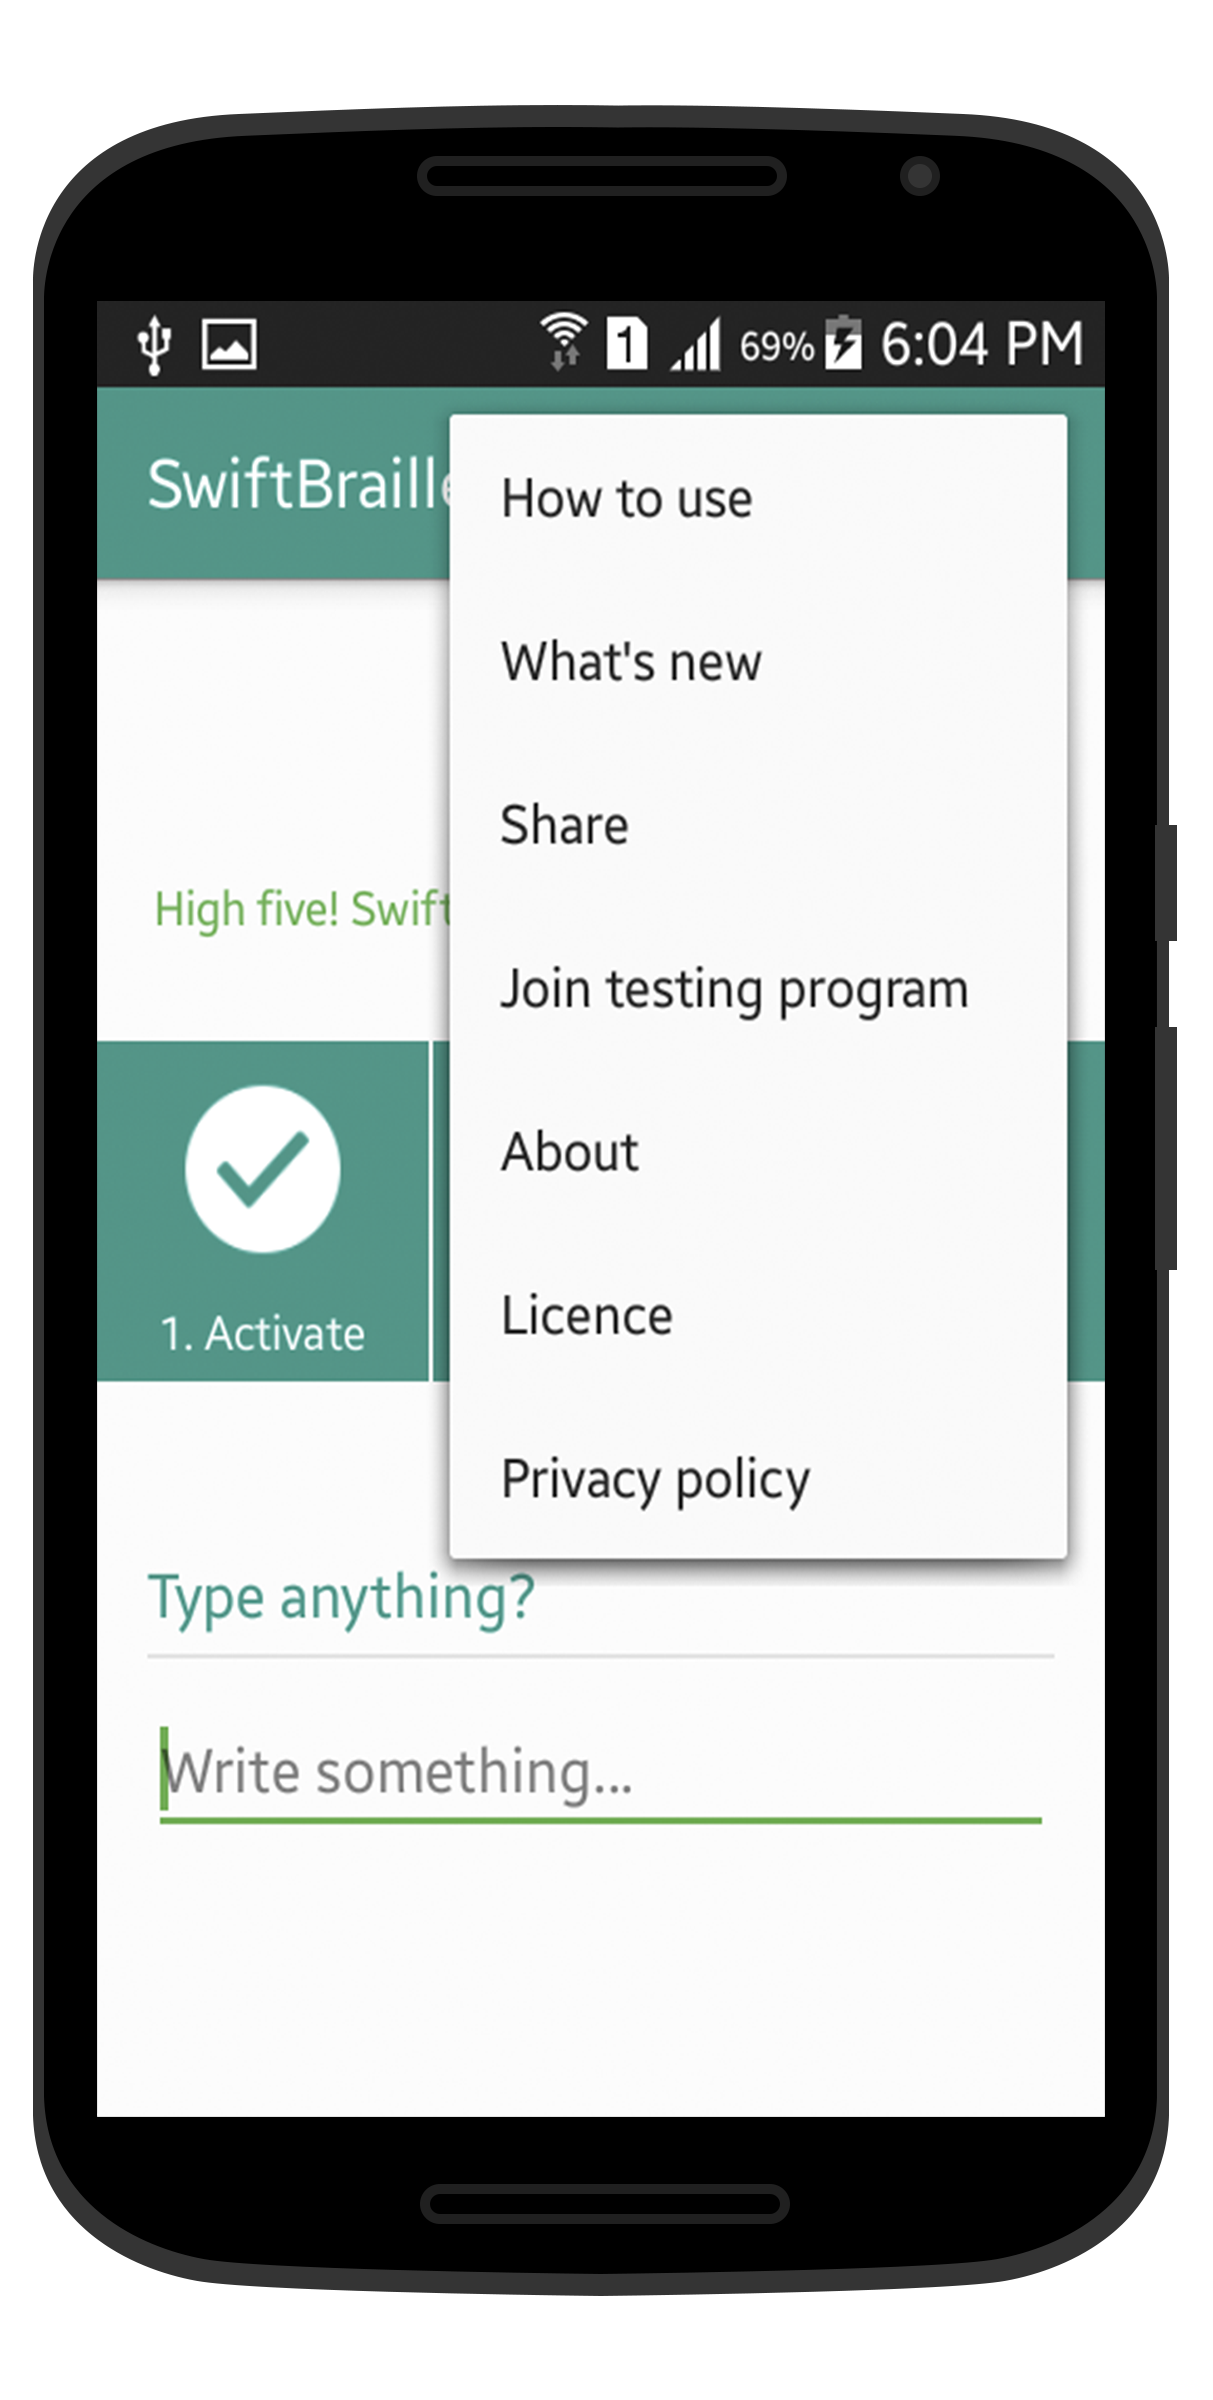 1 69% 6:04 PM
SwiftBraille
How to use
What's new
Share
High five! Swift
Join testing program
About
1. Activate
Licence
Privacy policy
Type anything?
Write something...